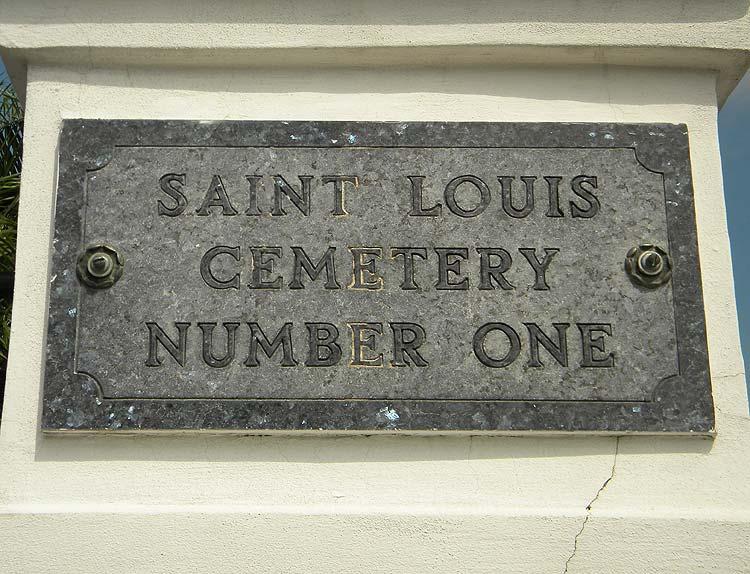 SAINT LOUIS
CEMETERY
NUMBER ONE